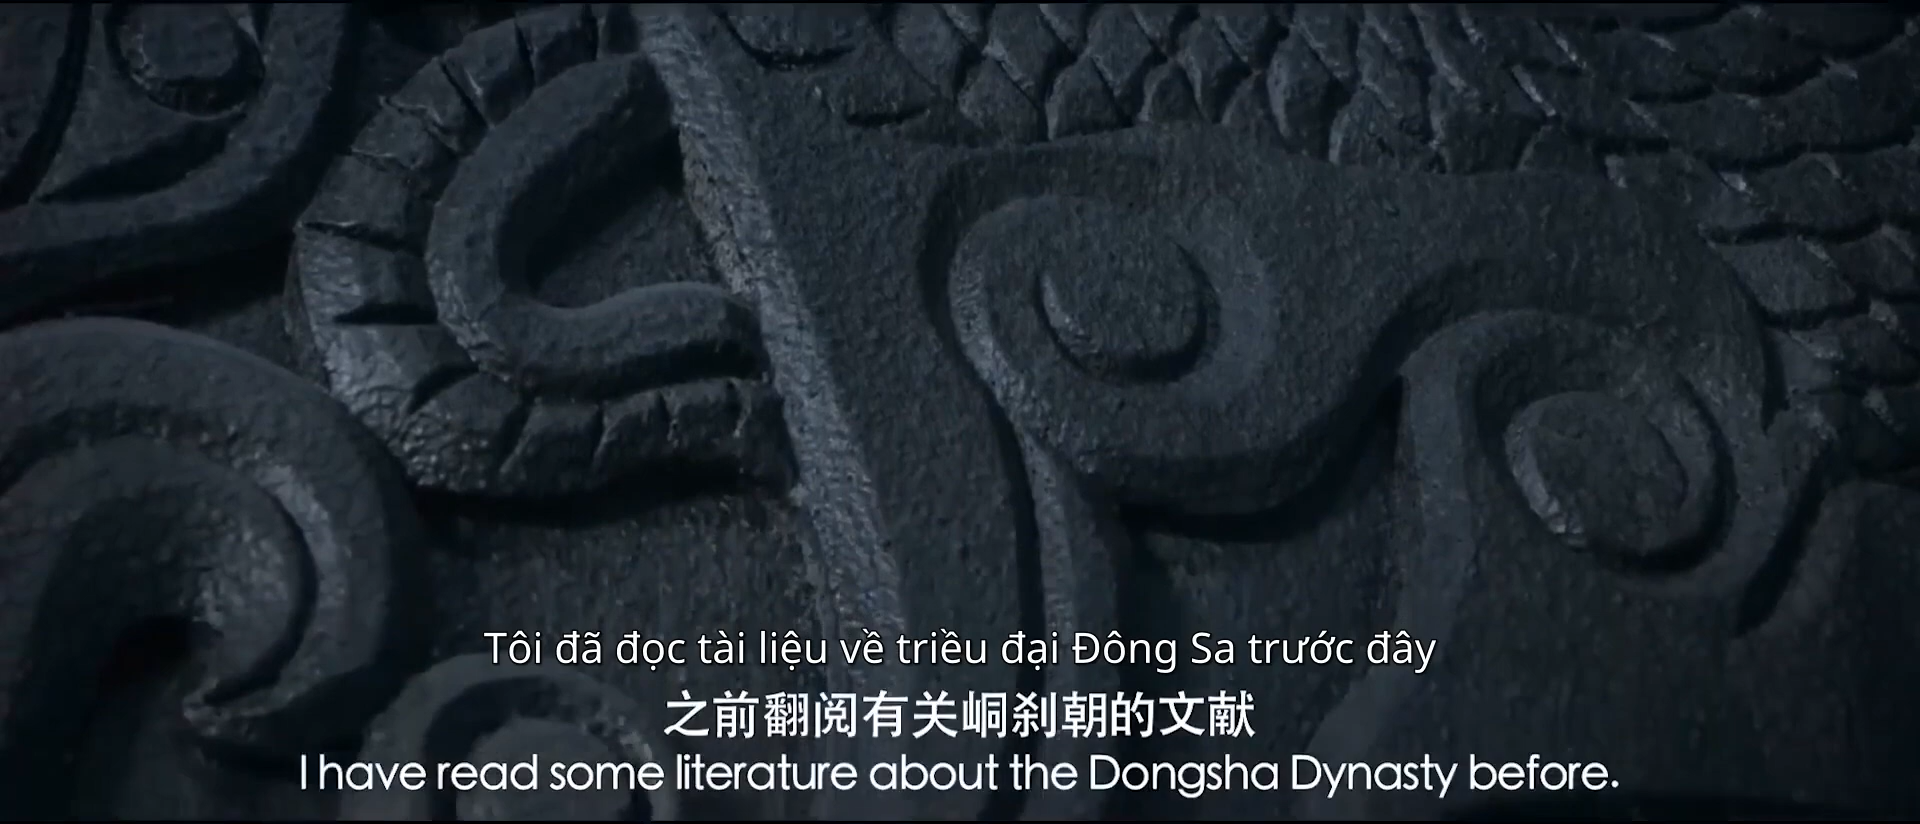 Tôi đã đọc tài liệu về triều đại Đông Sa trước đây
之前翻阅有关峒刹朝的文献
I have read some literature about the Dongsha Dynasty before.